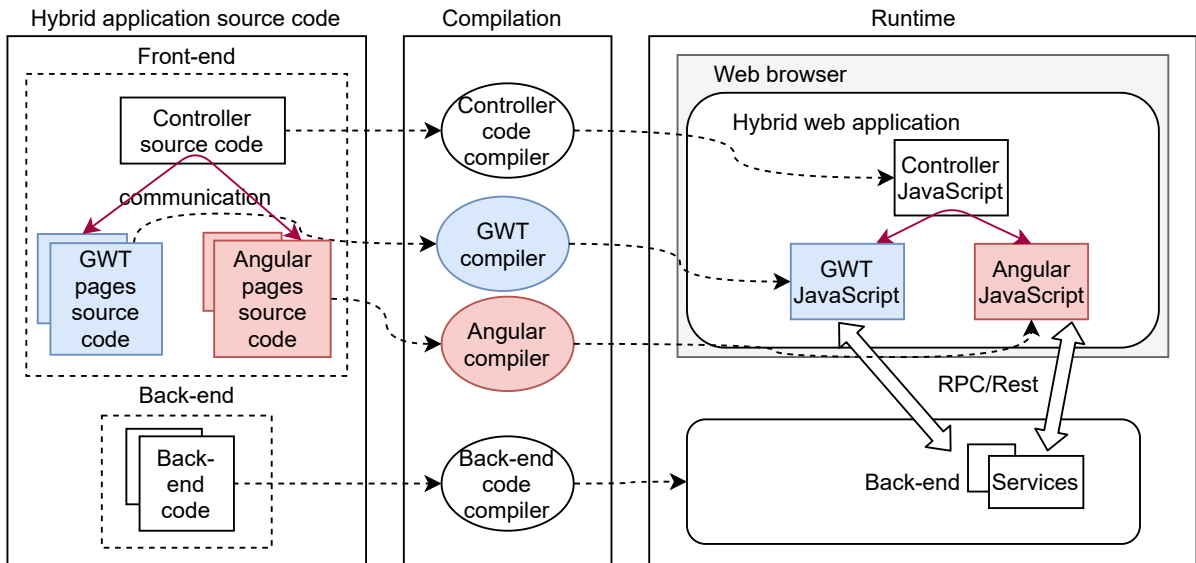 Hybrid application source code
Front-end
Controller
source code
communication
GWT
pages
source
code
Angular
pages
source
code
Back-end
Back-
end
code
Compilation
Controller
code
compiler
GWT
compiler
Angular
compiler
Back-end
code
compiler
Runtime
Web browser
Hybrid web application
Controller
JavaScript
GWT
JavaScript
Angular
JavaScript
RPC/Rest
Back-end
Services